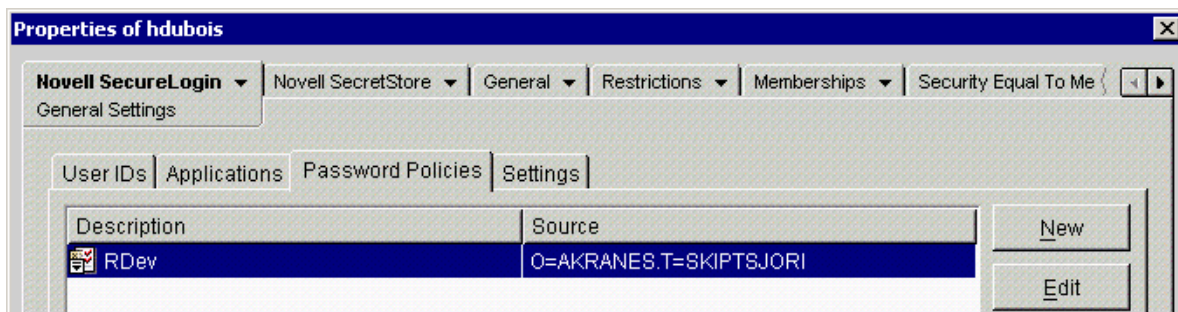 Properties of hdubois
Novell SecureLogin Novell SecretStore General Restrictions Memberships Security Equal To Me
General Settings
User IDs Applications Password Policies Settings
Description Source New
RDev O=AKRANES.T=SKIPTSJORI
Edit